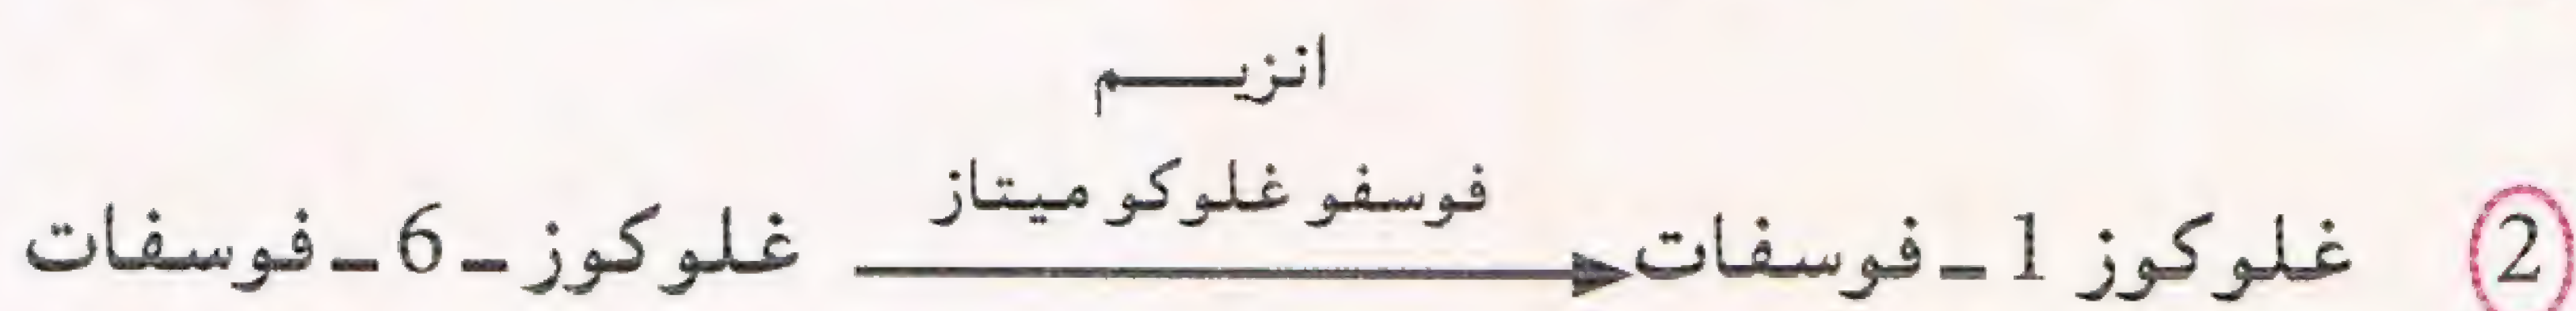 انزيم
فوسفو غلوكو ميتاز
2 غلوكوز 1 - فوسفات غلوكوز - 6 - فوسفات